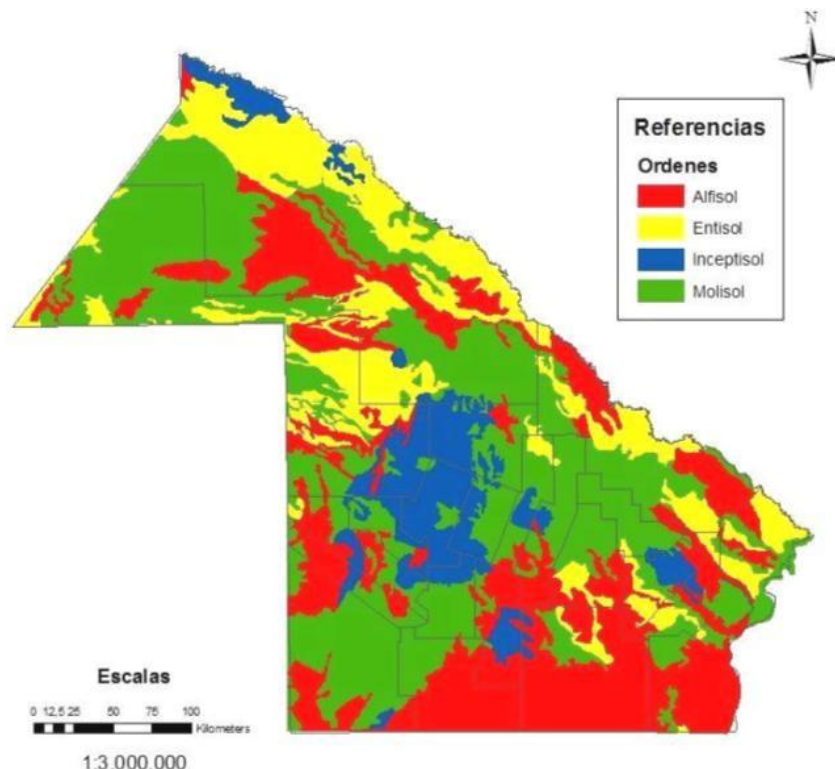 N
Referencias
Ordenes
Alfisol
Entisol
Inceptisol
Molisol
Escalas
0 12,5 25 50 75 100
Kilometers
1:3.000.000